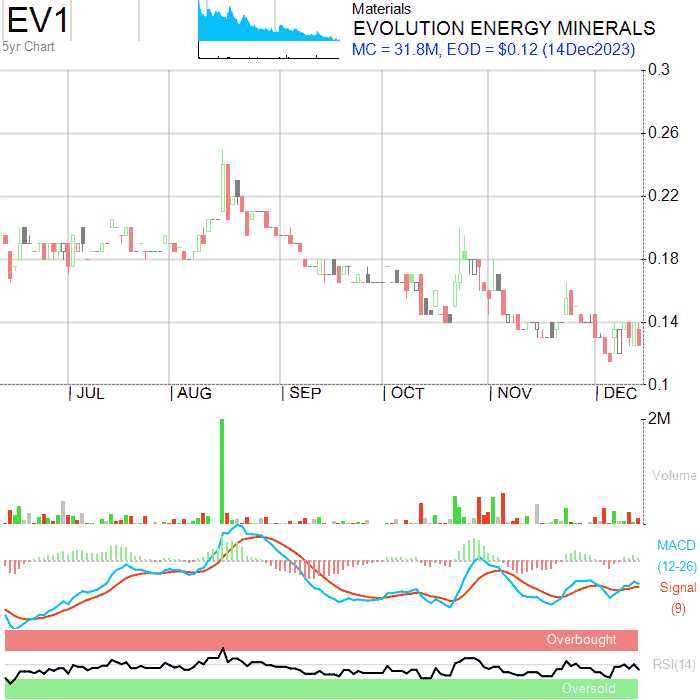 EV1
5yr Chart
Materials
EVOLUTION ENERGY MINERALS
MC = 31.8M, EOD = $0.12 (14Dec2023)
0.3
0.26
0.22
0.18
0.14
0.1
JUL AUG SEP OCT NOV DEC
2M
Volume
MACD
(12-26)
Signal
(9)
Overbought
RSI(14)
Oversold